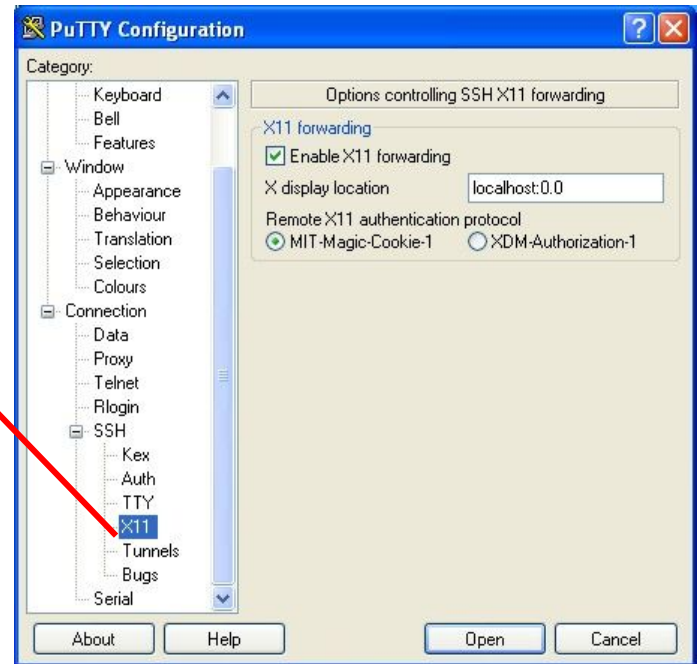 PuTTY Configuration
Category:
Keyboard
Bell
Features
Window
Appearance
Behaviour
Translation
Selection
Colours
Connection
Data
Proxy
Telnet
Rlogin
SSH
Kex
Auth
TTY
X11
Tunnels
Bugs
Serial
Options controlling SSH X11 forwarding
X11 forwarding
Enable X11 forwarding
X display location localhost:0.0
Remote X11 authentication protocol
MIT-Magic-Cookie-1 XDM-Authorization-1
About Help Open Cancel